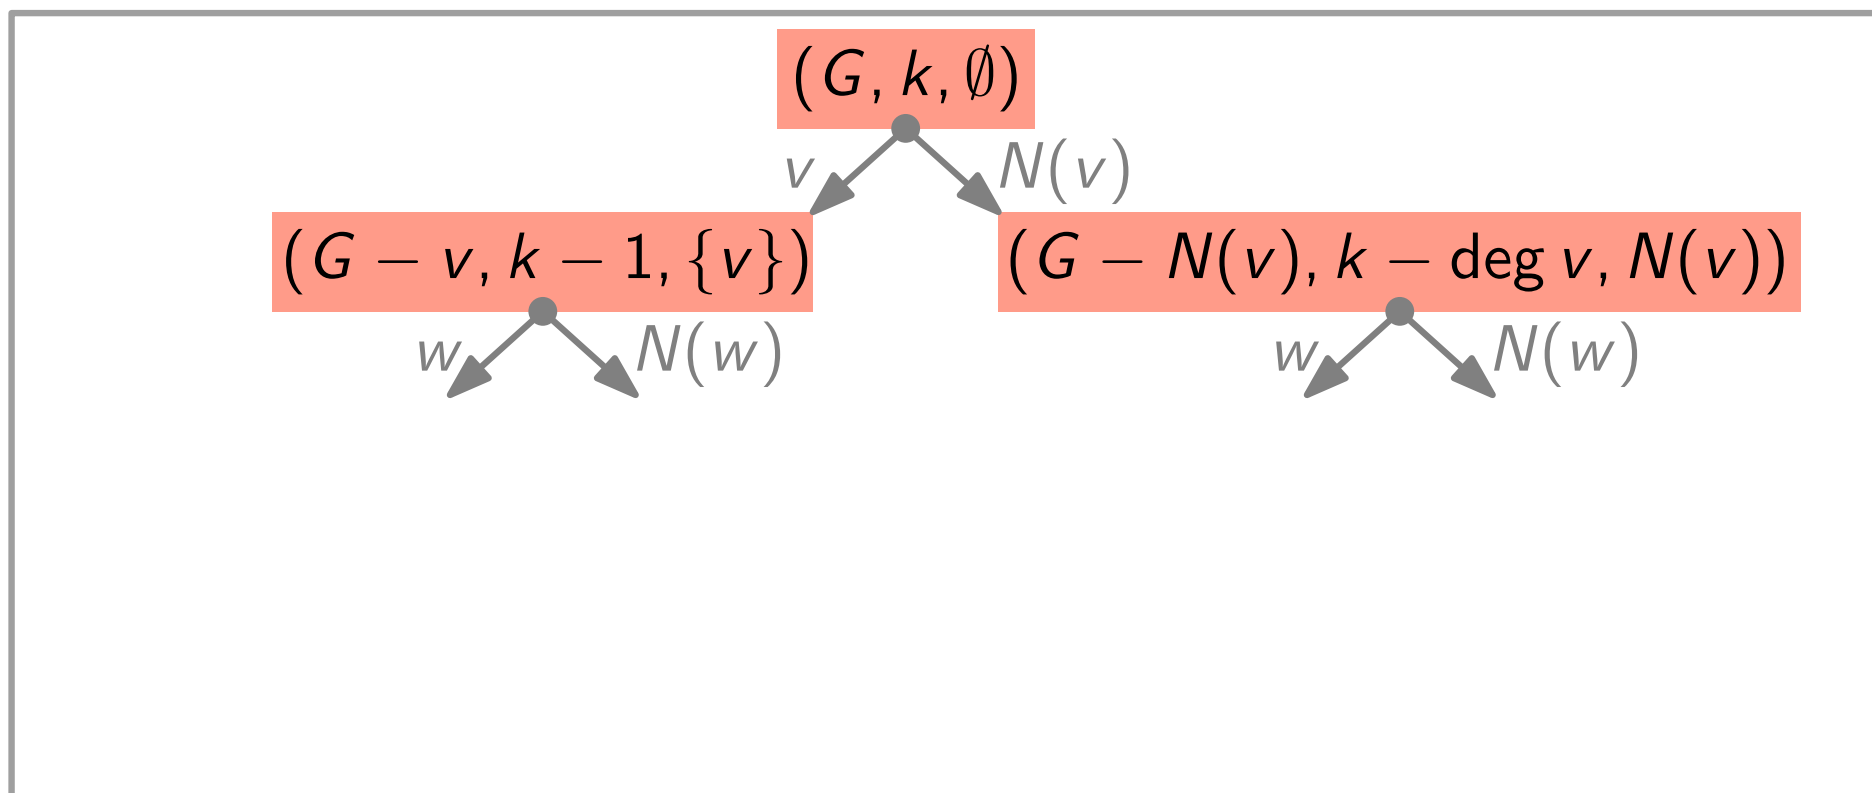 (G, k, ∅)
v N(v)
(G − v, k − 1, {v}) (G − N(v), k − deg v, N(v))
w N(w) w N(w)